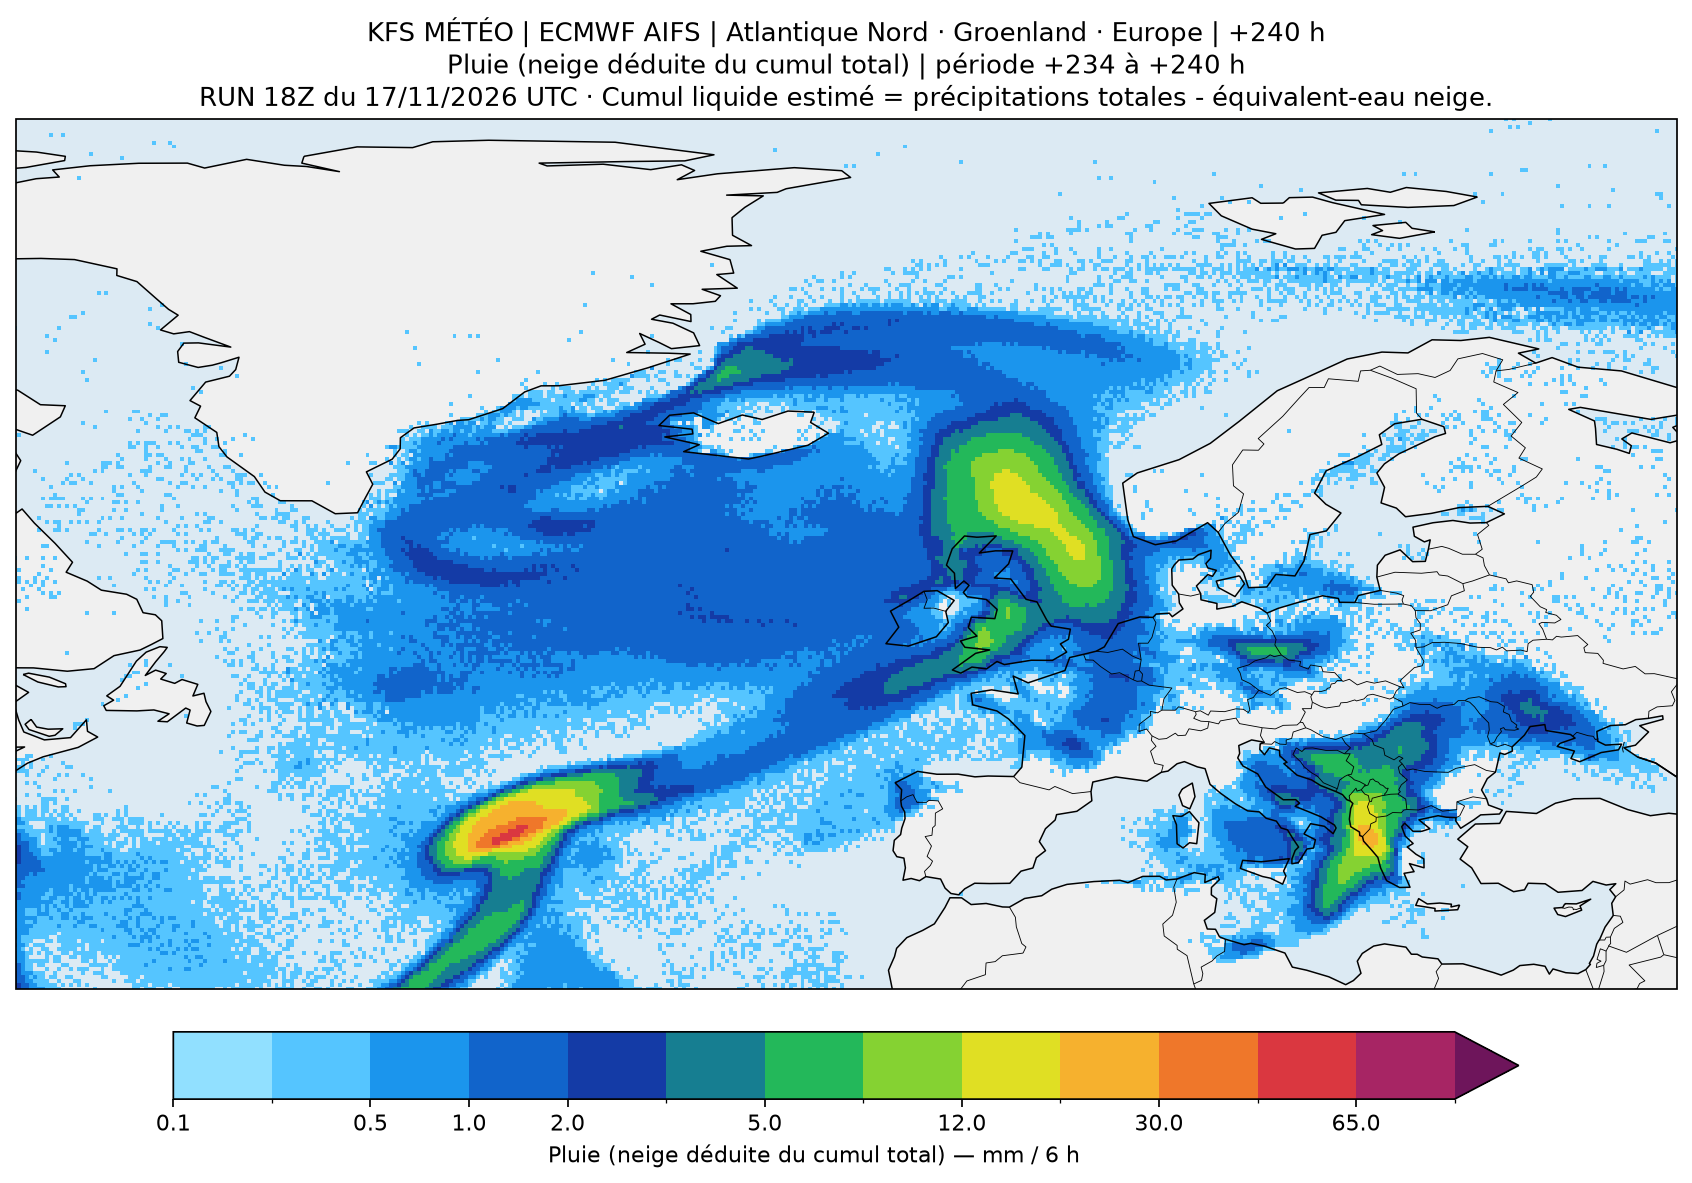 KFS MÉTÉO | ECMWF AIFS | Atlantique Nord · Groenland · Europe | +240 h
Pluie (neige déduite du cumul total) | période +234 à +240 h
RUN 18Z du 17/11/2026 UTC · Cumul liquide estimé = précipitations totales - équivalent-eau neige.
0.1 0.5 1.0 2.0 5.0 12.0 30.0 65.0
Pluie (neige déduite du cumul total) — mm / 6 h